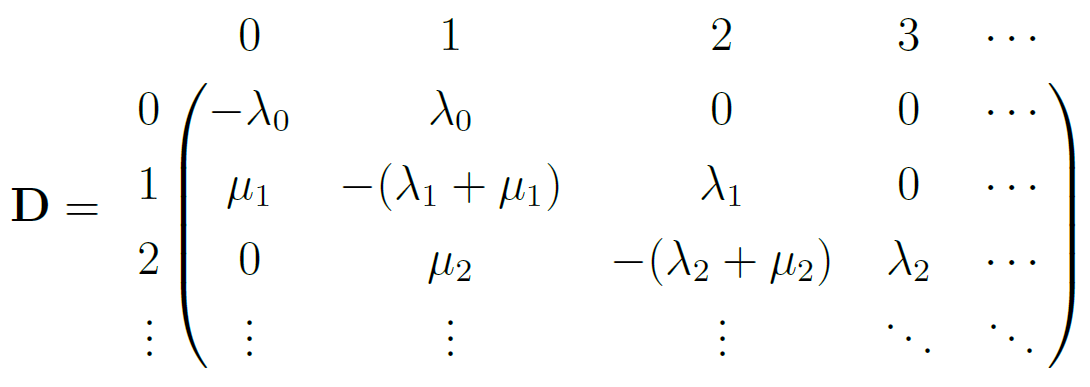 0 1 2 3 ⋯
0 −λ₀ λ₀ 0 0 ⋯
1 μ₁ −(λ₁ + μ₁) λ₁ 0 ⋯
D =
2 0 μ₂ −(λ₂ + μ₂) λ₂ ⋯
⋮ ⋮ ⋮ ⋮ ⋱ ⋱